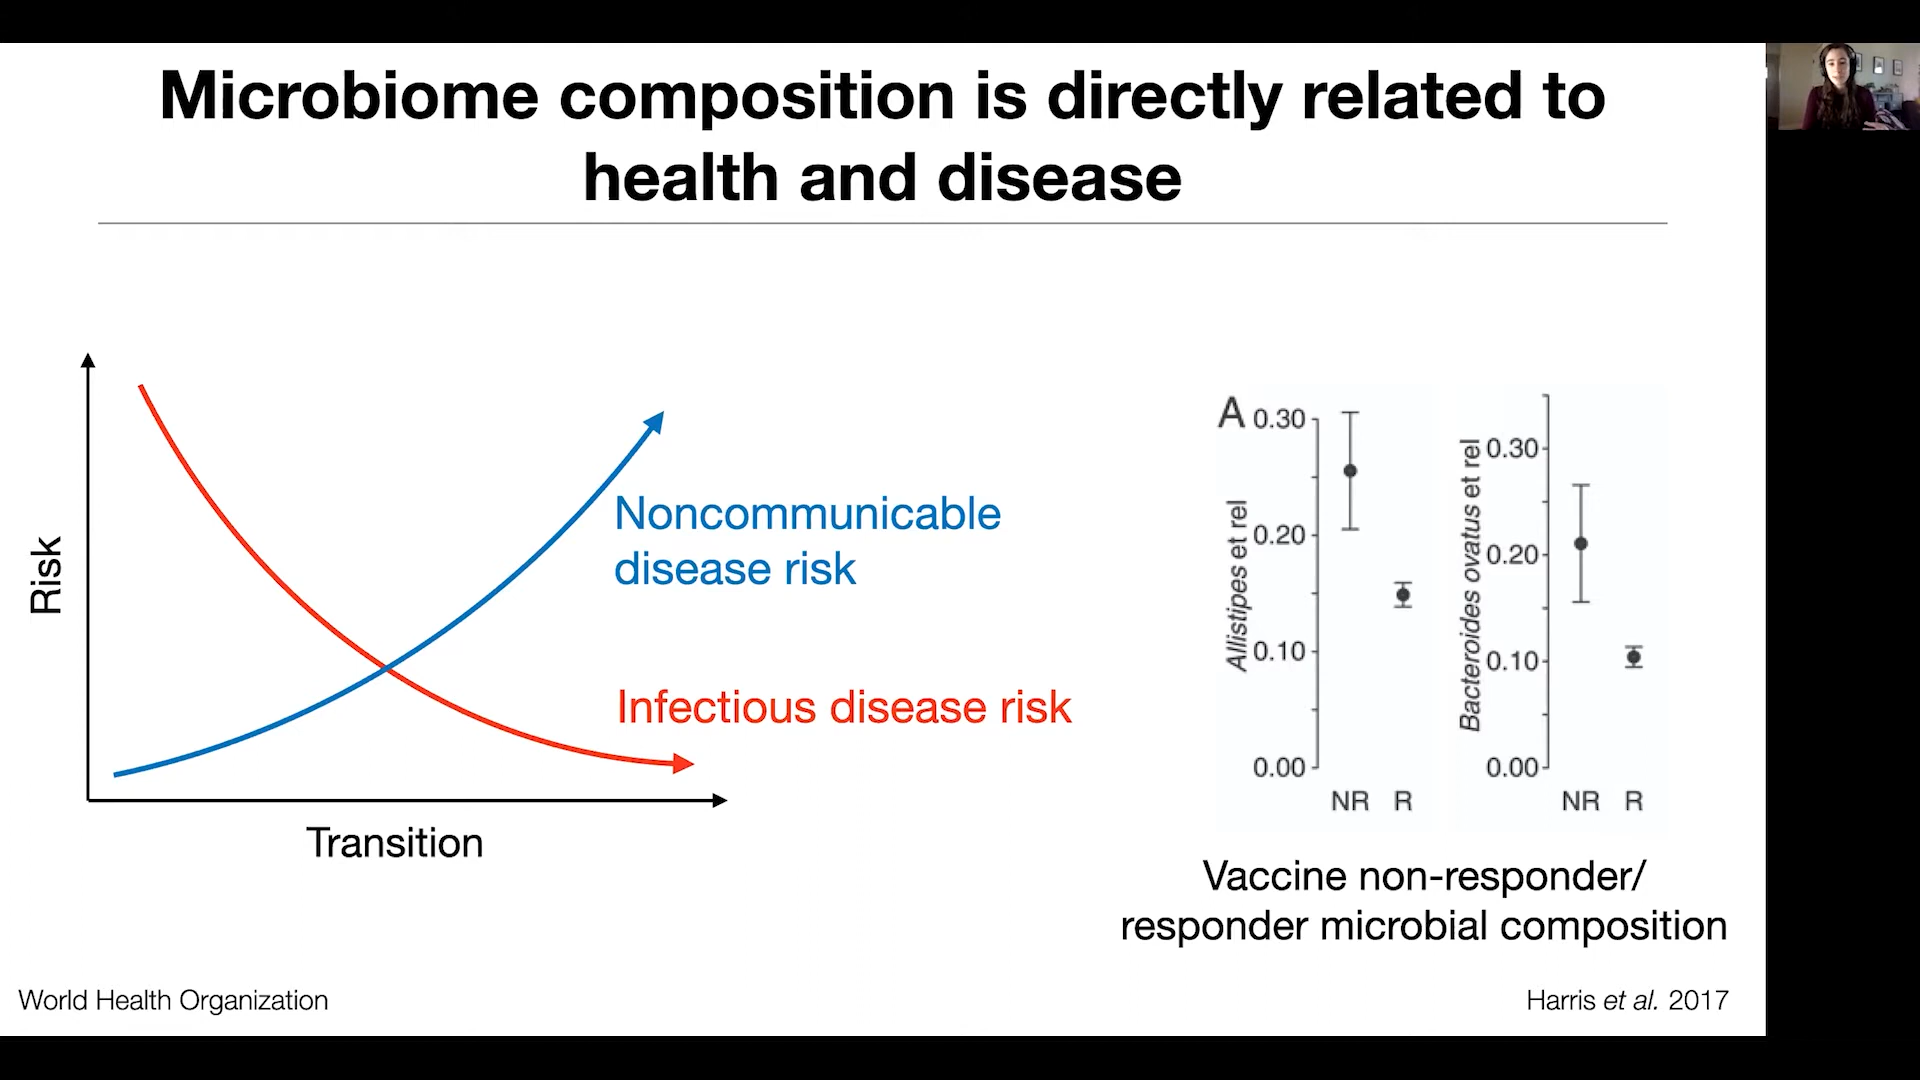 Microbiome composition is directly related to
health and disease
Risk
Noncommunicable
disease risk
Infectious disease risk
Transition
A
Allistipes et rel
0.30
0.20
0.10
0.00
NR R
Bacteroides ovatus et rel
0.30
0.20
0.10
0.00
NR R
Vaccine non-responder/
responder microbial composition
World Health Organization
Harris et al. 2017